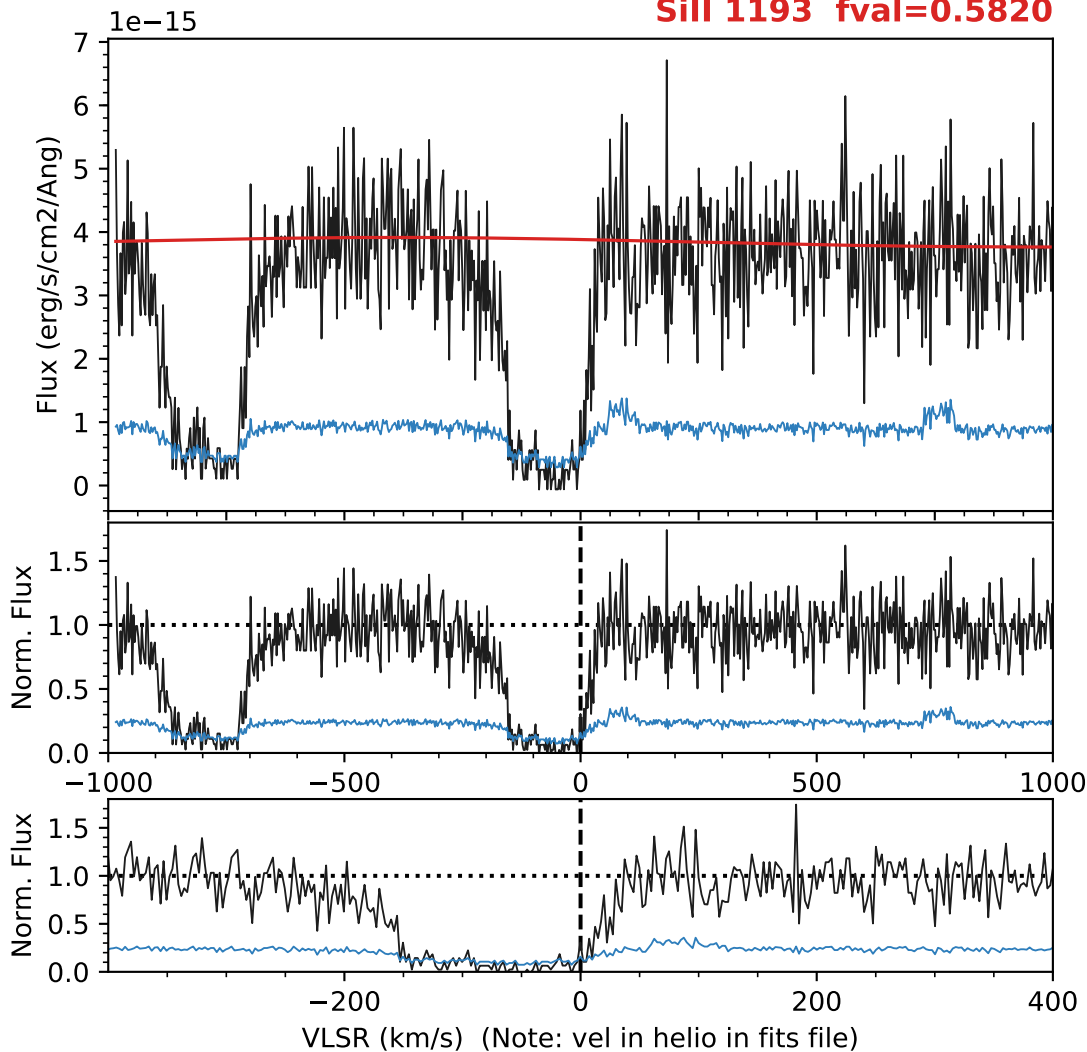 SiII 1193 fval=0.5820
1e−15
7
6
5
4
3
2
1
0
Flux (erg/s/cm2/Ang)
1.5
1.0
0.5
0.0
Norm. Flux
−1000 −500 0 500 1000
1.5
1.0
0.5
0.0
Norm. Flux
−200 0 200 400
VLSR (km/s) (Note: vel in helio in fits file)